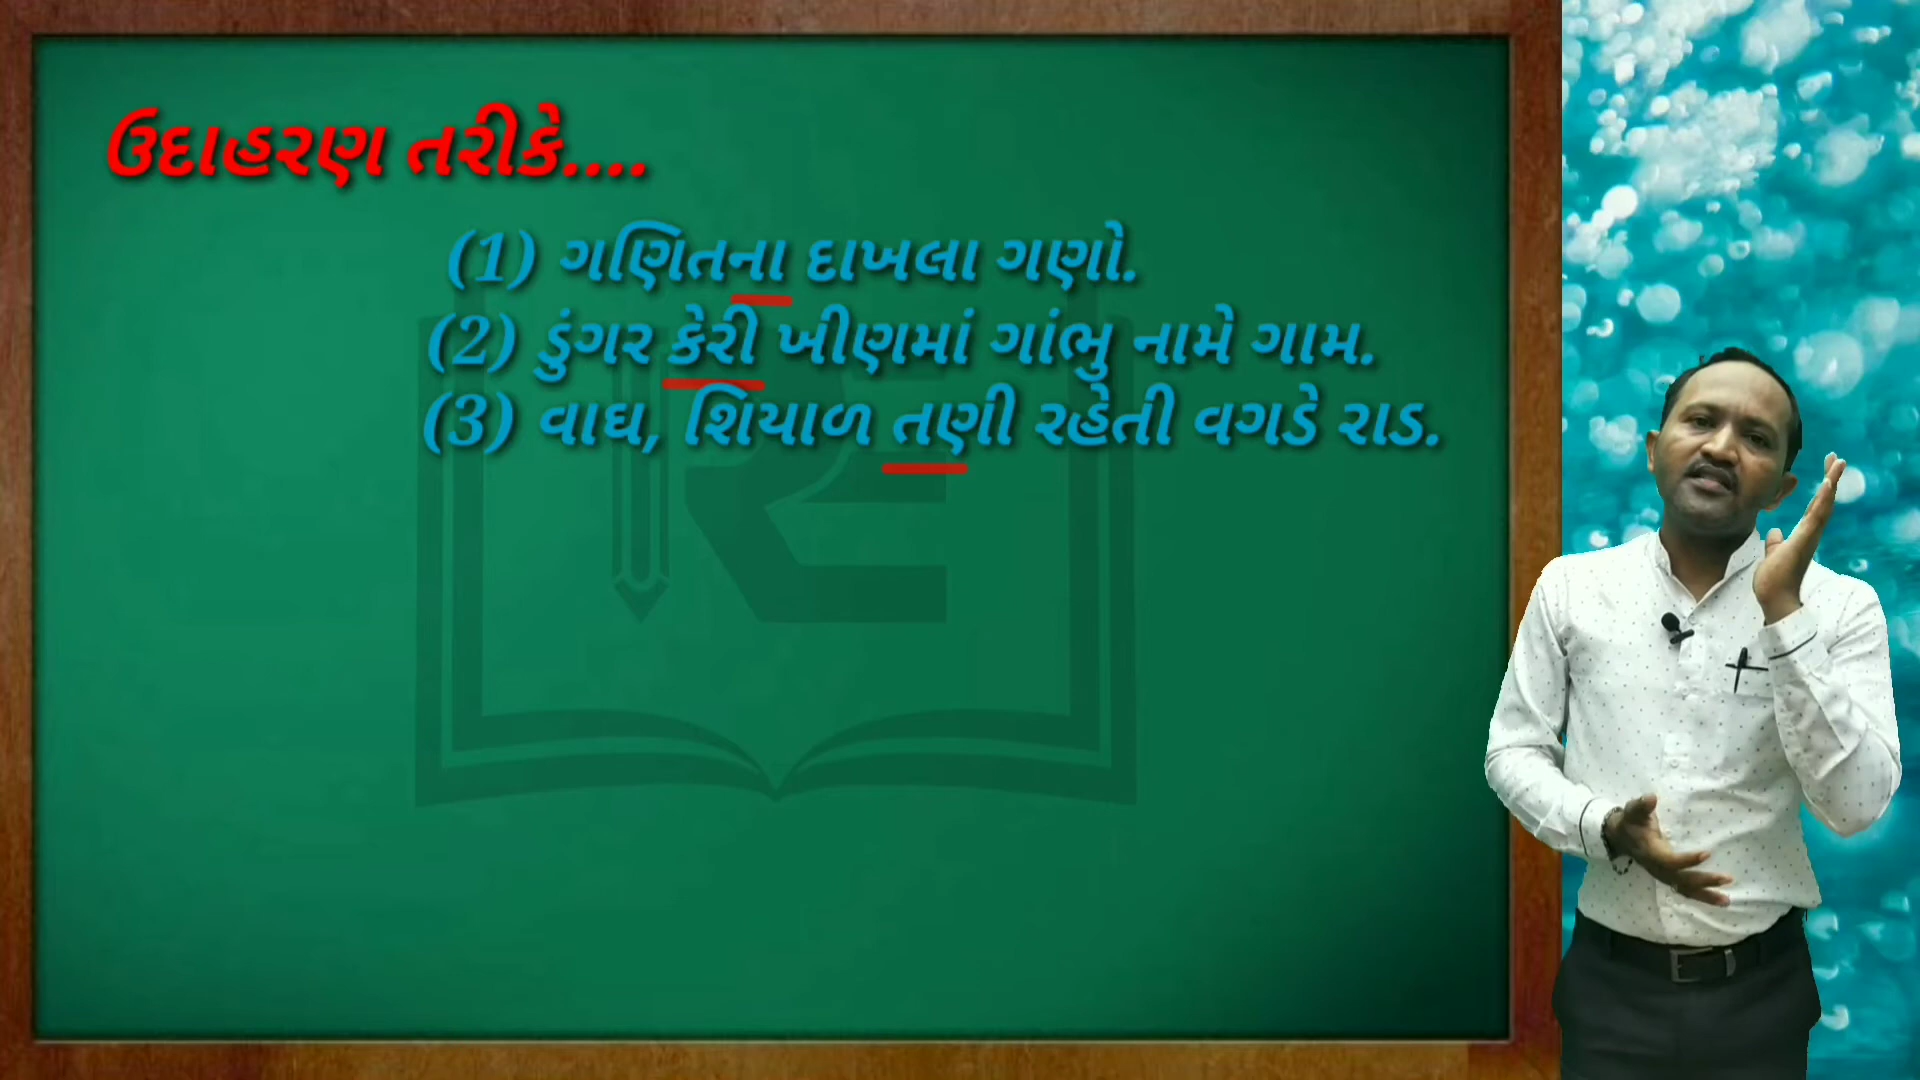 ઉદાહરણ તરીકે....
(1) ગણિતના દાખલા ગણો.
(2) ડુંગર કેરી ખીણમાં ગાંભુ નામે ગામ.
(3) વાઘ, શિયાળ તણી રહેતી વગડે રાડ.